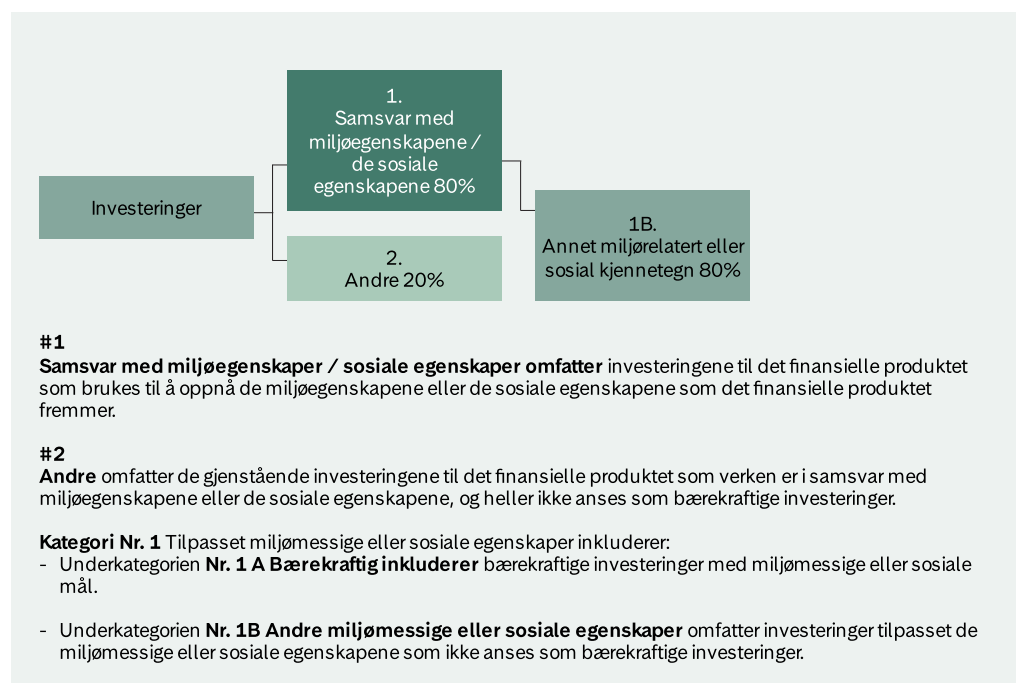 1.
Samsvar med
miljøegenskapene /
de sosiale
egenskapene 80%
Investeringer
1B.
Annet miljørelatert eller
sosial kjennetegn 80%
2.
Andre 20%
#1
Samsvar med miljøegenskaper / sosiale egenskaper omfatter investeringene til det finansielle produktet
som brukes til å oppnå de miljøegenskapene eller de sosiale egenskapene som det finansielle produktet
fremmer.
#2
Andre omfatter de gjenstående investeringene til det finansielle produktet som verken er i samsvar med
miljøegenskapene eller de sosiale egenskapene, og heller ikke anses som bærekraftige investeringer.
Kategori Nr. 1 Tilpasset miljømessige eller sosiale egenskaper inkluderer:
- Underkategorien Nr. 1 A Bærekraftig inkluderer bærekraftige investeringer med miljømessige eller sosiale
mål.
- Underkategorien Nr. 1B Andre miljømessige eller sosiale egenskaper omfatter investeringer tilpasset de
miljømessige eller sosiale egenskapene som ikke anses som bærekraftige investeringer.